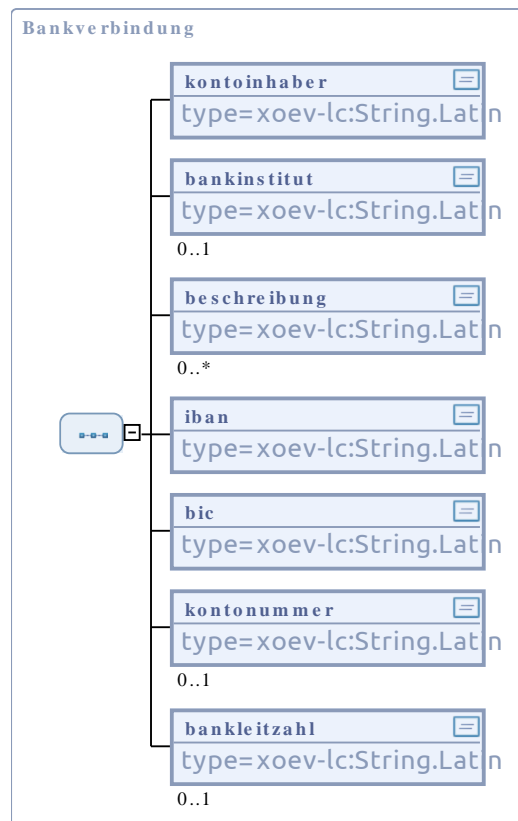 Bankverbindung
kontoinhaber
type=xoev-lc:String.Latin
bankinstitut
type=xoev-lc:String.Latin
0..1
beschreibung
type=xoev-lc:String.Latin
0..*
iban
type=xoev-lc:String.Latin
bic
type=xoev-lc:String.Latin
kontonummer
type=xoev-lc:String.Latin
0..1
bankleitzahl
type=xoev-lc:String.Latin
0..1